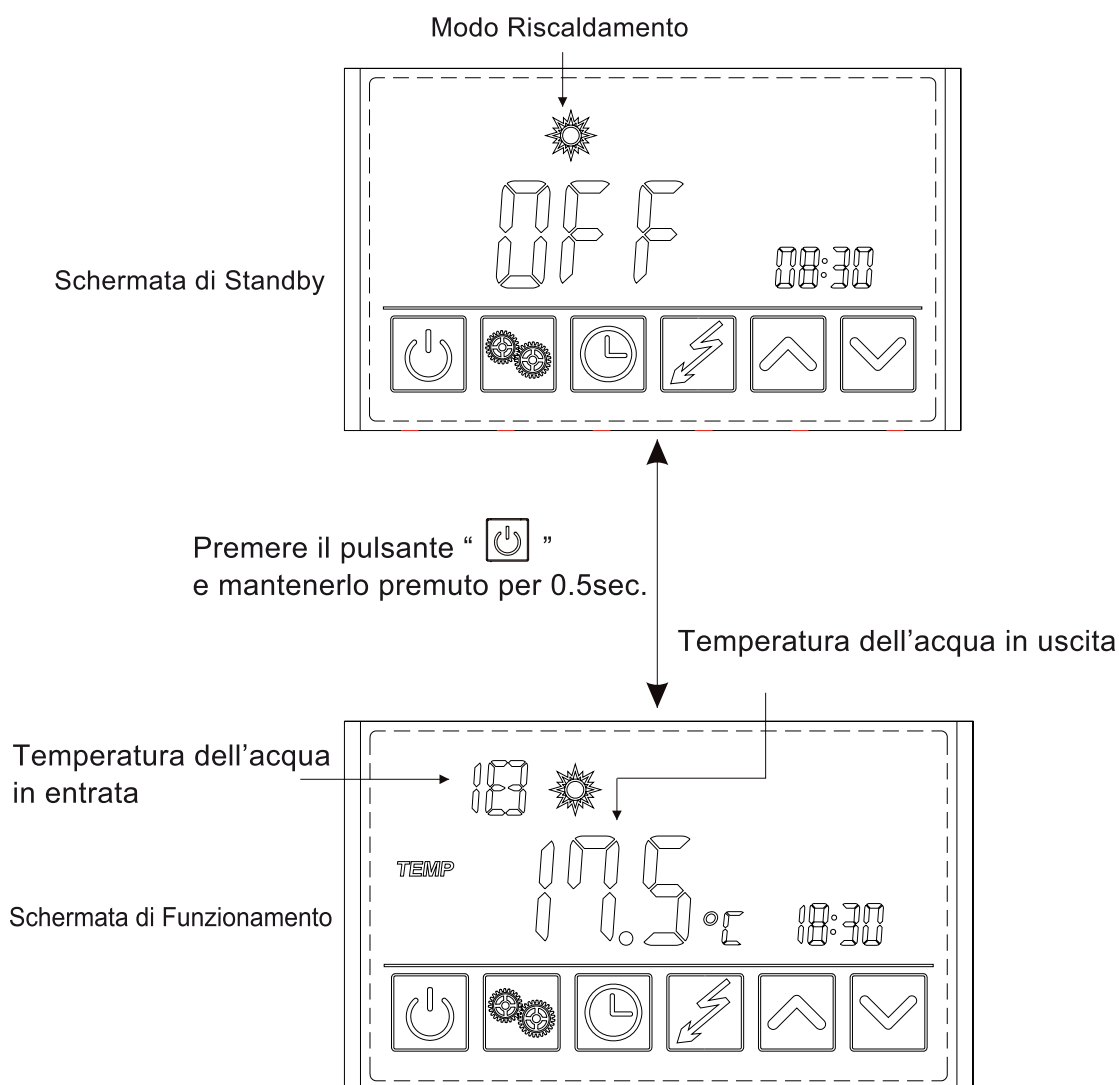 Modo Riscaldamento
OFF
08:30
Schermata di Standby
Premere il pulsante “ ”
e mantenerlo premuto per 0.5sec.
Temperatura dell’acqua in uscita
Temperatura dell’acqua
in entrata
18
TEMP
17.5 °C
18:30
Schermata di Funzionamento